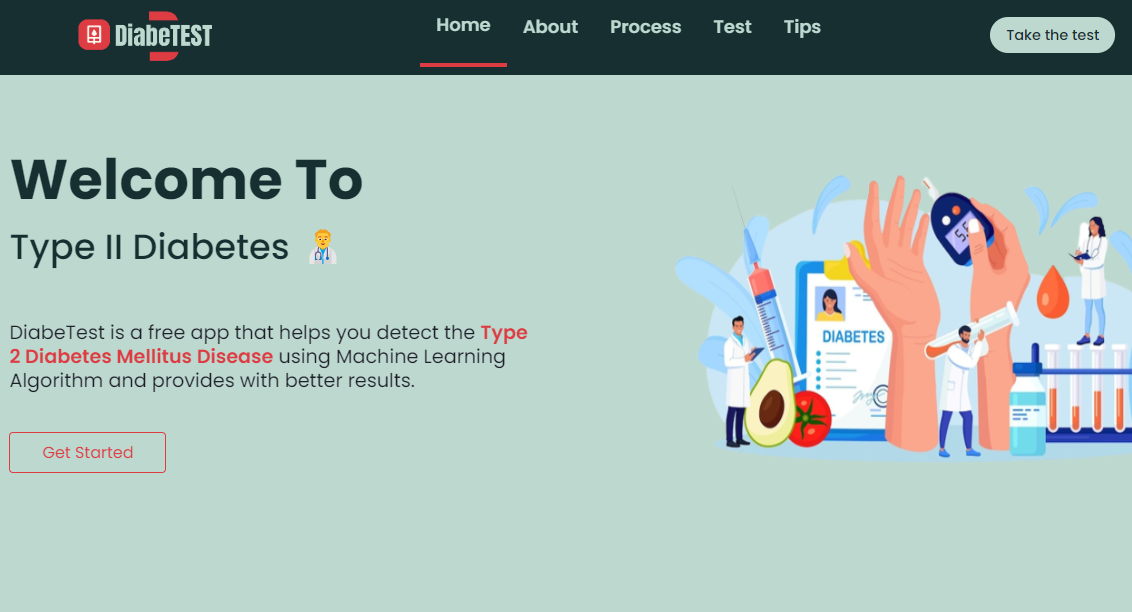 DiabeTEST
Home
About
Process
Test
Tips
Take the test
Welcome To
Type II Diabetes
DiabeTest is a free app that helps you detect the Type
2 Diabetes Mellitus Disease using Machine Learning
Algorithm and provides with better results.
Get Started
DIABETES